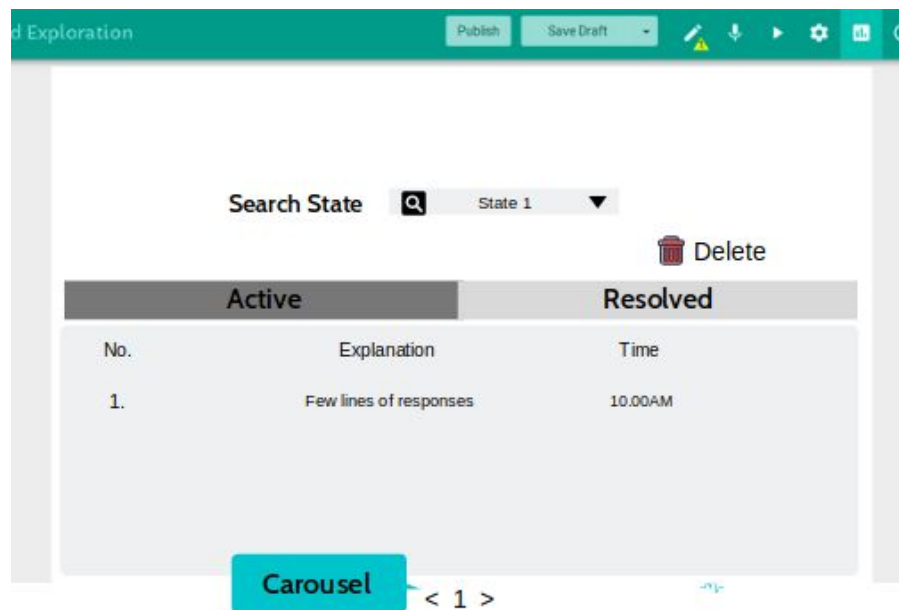 d Exploration Publish Save Draft
Search State State 1
Delete
Active Resolved
No. Explanation Time
1. Few lines of responses 10.00AM
Carousel
< 1 >